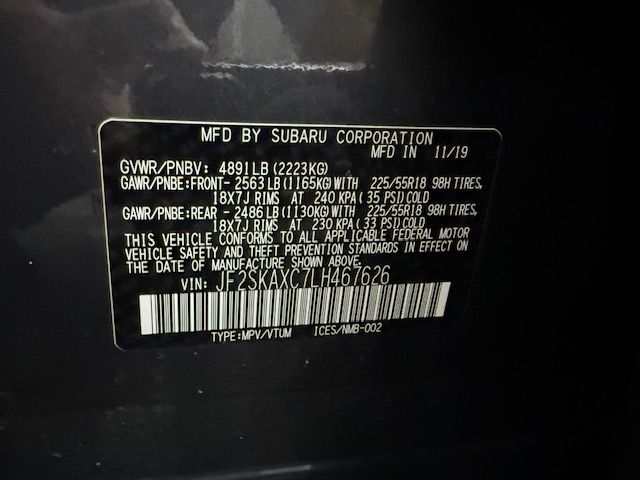 MFD BY SUBARU CORPORATION
MFD IN 11/19
GVWR/PNBV: 4891LB (2223KG)
GAWR/PNBE:FRONT- 2563LB (1165KG) WITH 225/55R18 98H TIRES,
18X7J RIMS AT 240 KPA ( 35 PSI) COLD
GAWR/PNBE:REAR - 2486LB (1130KG) WITH 225/55R18 98H TIRES,
18X7J RIMS AT 230 KPA ( 33 PSI) COLD
THIS VEHICLE CONFORMS TO ALL APPLICABLE FEDERAL MOTOR
VEHICLE SAFETY AND THEFT PREVENTION STANDARDS IN EFFECT ON
THE DATE OF MANUFACTURE SHOWN ABOVE.
VIN: JF2SKAXC7LH467626
TYPE:MPV/VTUM ICES/NMB-002